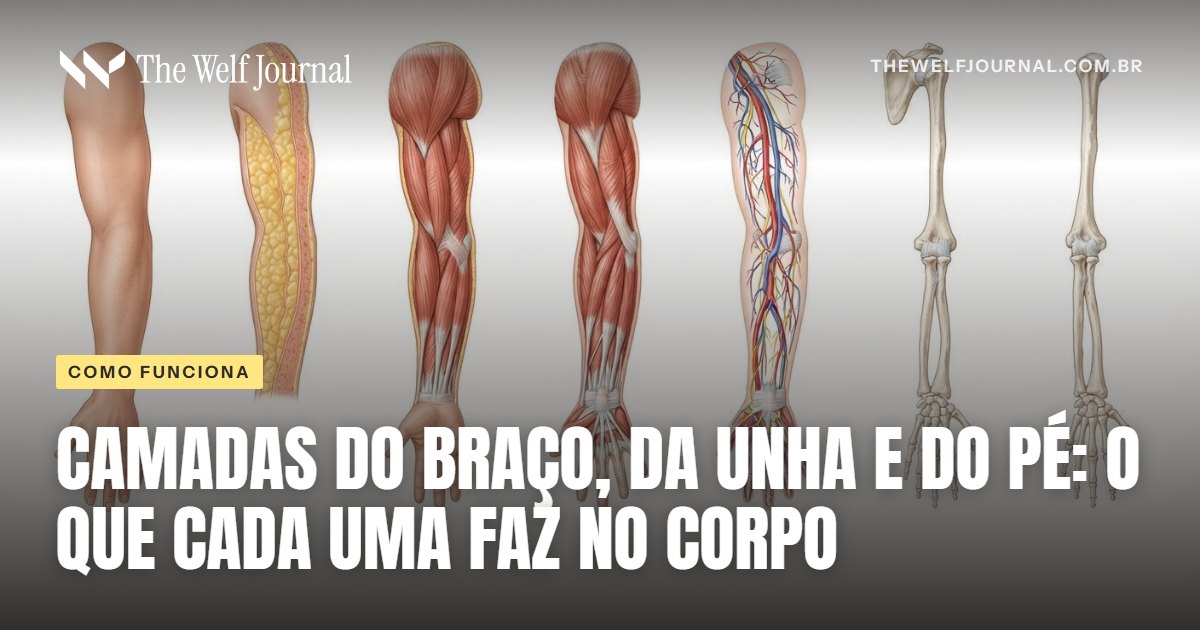 The Welf Journal
THEWELFJOURNAL.COM.BR
COMO FUNCIONA
CAMADAS DO BRAÇO, DA UNHA E DO PÉ: O
QUE CADA UMA FAZ NO CORPO